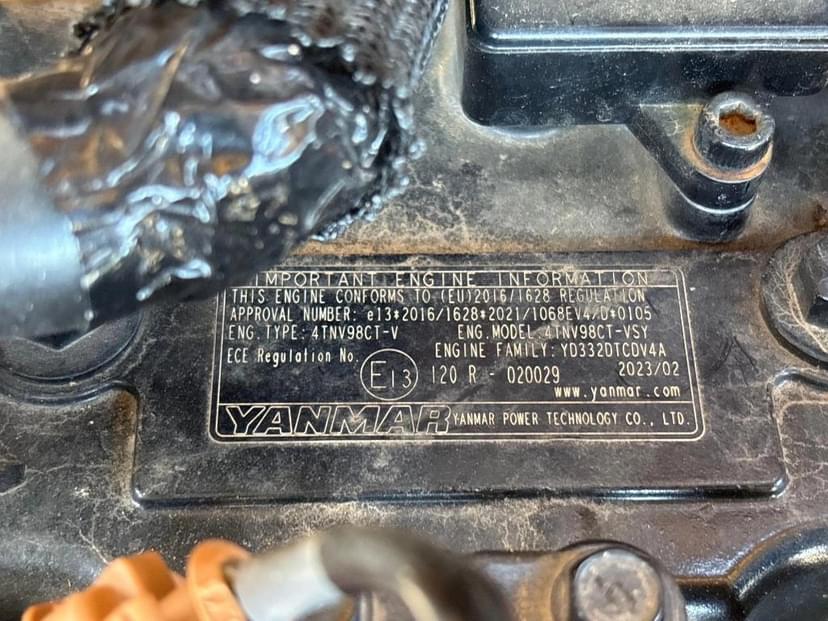 IMPORTANT ENGINE INFORMATION
THIS ENGINE CONFORMS TO (EU)2016/1628 REGULATION
APPROVAL NUMBER: e13*2016/1628*2021/1068EV4/D*0105
ENG. TYPE: 4TNV98CT-V ENG. MODEL: 4TNV98CT-VSY
ECE Regulation No. ENGINE FAMILY: YD332DTCDV4A
E13 120 R - 020029 2023/02
www.yanmar.com
YANMAR YANMAR POWER TECHNOLOGY CO., LTD.